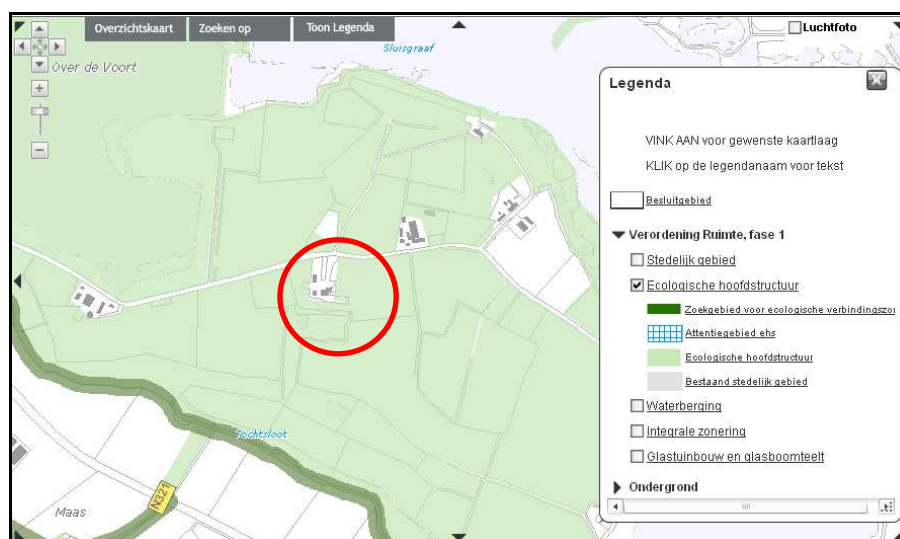 Overzichtskaart
Zoeken op
Toon Legenda
Luchtfoto
Sluisgraaf
Over de Voort
Tochtsloot
N321
Maas
Legenda
VINK AAN voor gewenste kaartlaag
KLIK op de legendanaam voor tekst
Besluitgebied
Verordening Ruimte, fase 1
Stedelijk gebied
Ecologische hoofdstructuur
Zoekgebied voor ecologische verbindingszo
Attentiegebied ehs
Ecologische hoofdstructuur
Bestaand stedelijk gebied
Waterberging
Integrale zonering
Glastuinbouw en glasboomteelt
Ondergrond